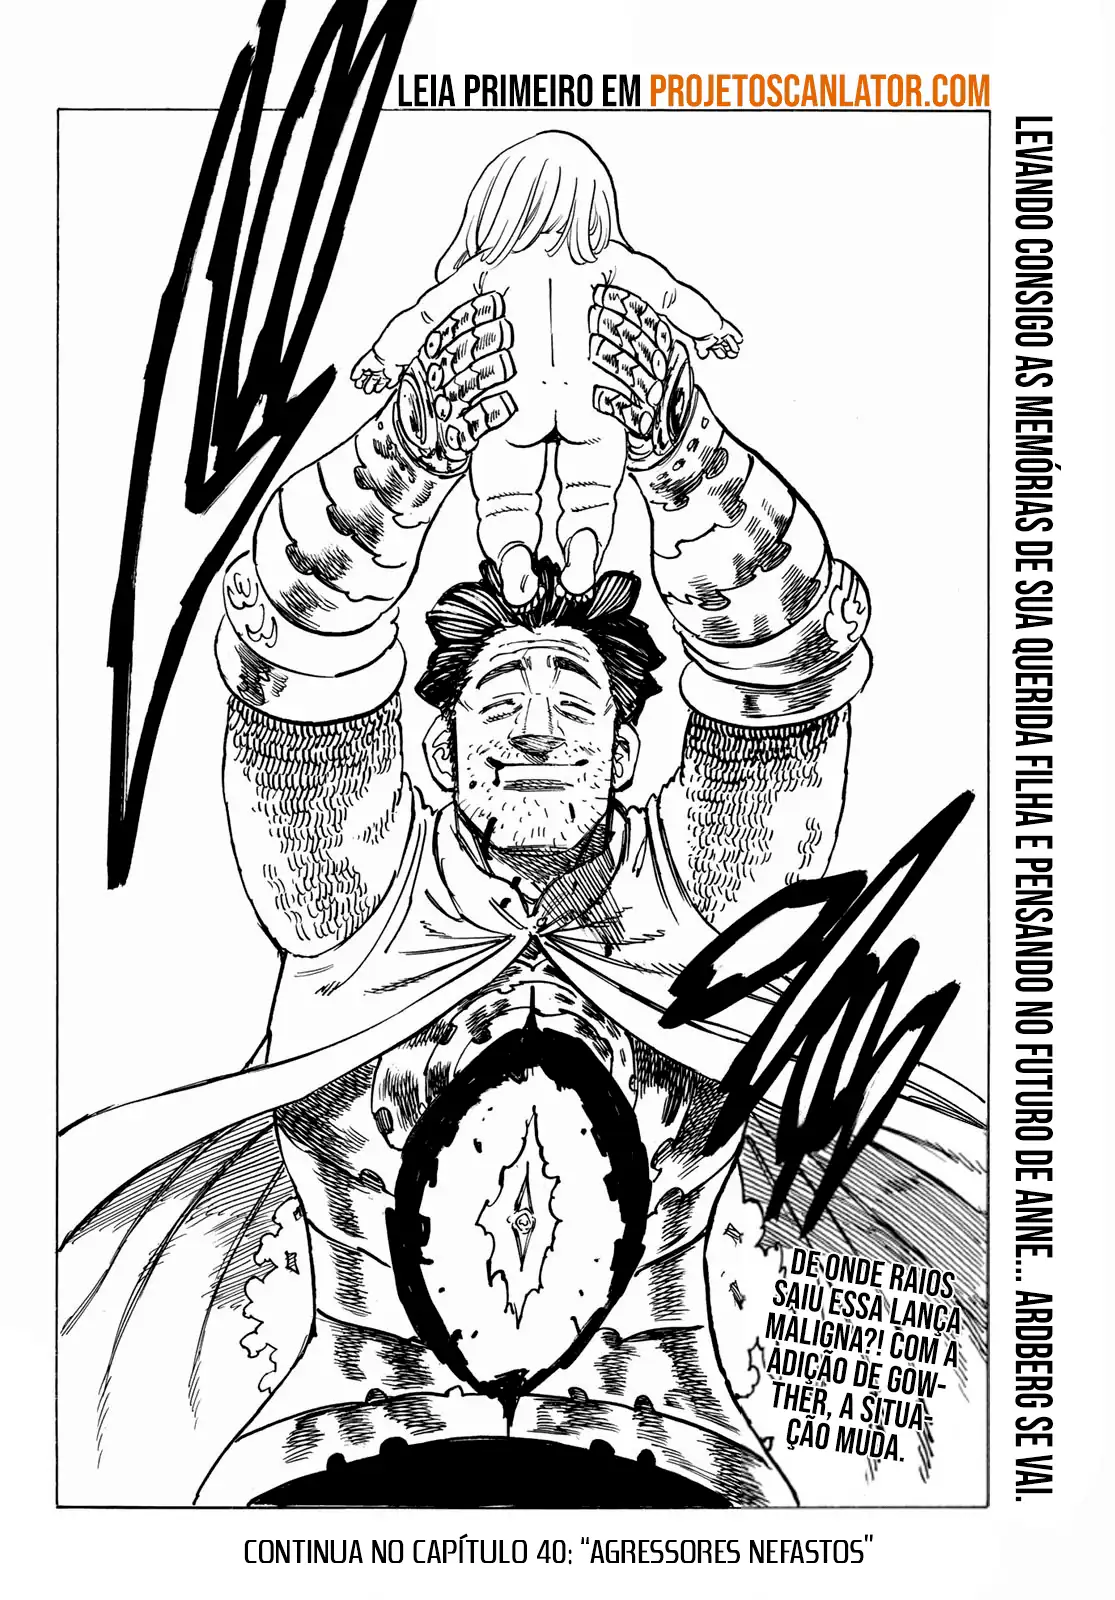 LEIA PRIMEIRO EM PROJETOSCANLATOR.COM
LEVANDO CONSIGO AS MEMÓRIAS DE SUA QUERIDA FILHA E PENSANDO NO FUTURO DE ANNE... ARDBERG SE VAI.
DE ONDE RAIOS
SAIU ESSA LANÇA
MALIGNA?! COM A
ADIÇÃO DE GOW-
THER, A SITUA-
ÇÃO MUDA.
CONTINUA NO CAPÍTULO 40: "AGRESSORES NEFASTOS"